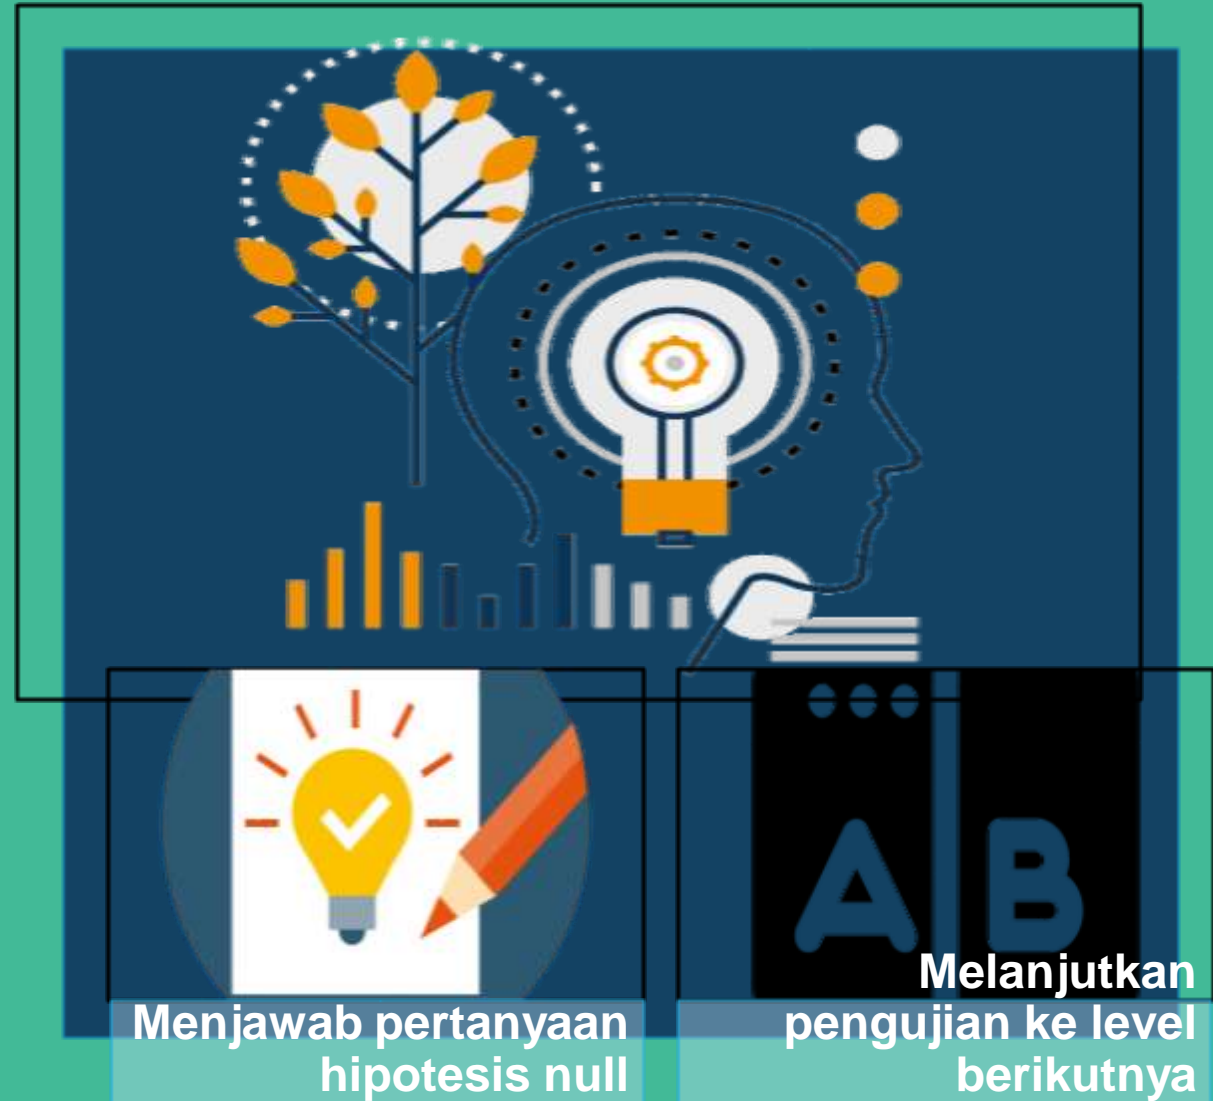 A B
Menjawab pertanyaan
hipotesis null
Melanjutkan
pengujian ke level
berikutnya